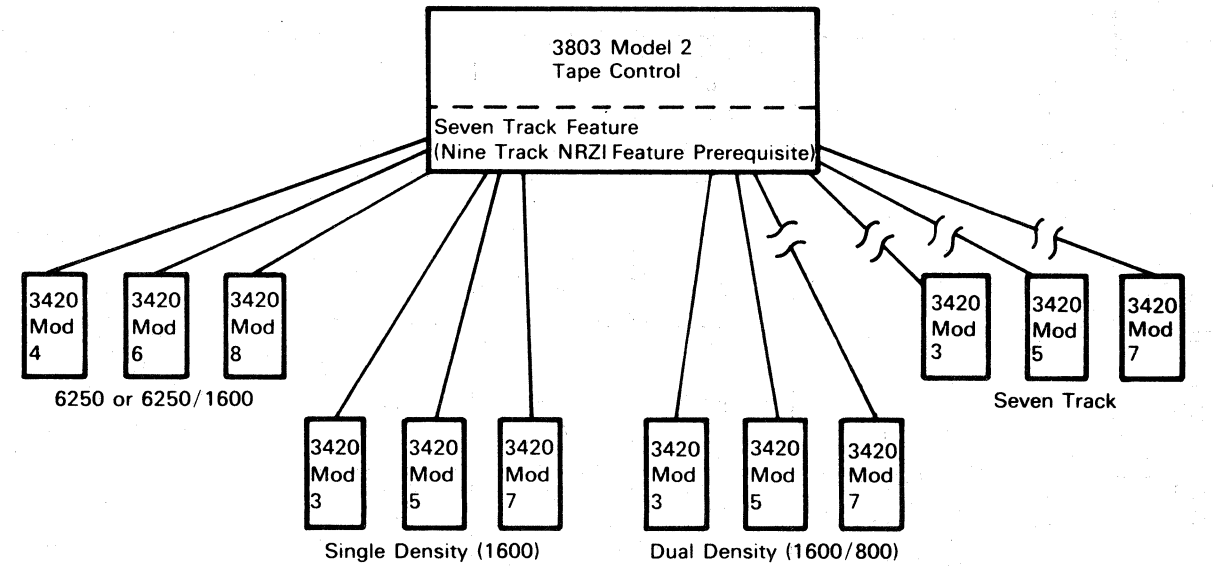 3803 Model 2
Tape Control
Seven Track Feature
(Nine Track NRZI Feature Prerequisite)
3420
Mod
4
3420
Mod
6
3420
Mod
8
6250 or 6250/1600
3420
Mod
3
3420
Mod
5
3420
Mod
7
Single Density (1600)
3420
Mod
3
3420
Mod
5
3420
Mod
7
Dual Density (1600/800)
3420
Mod
3
3420
Mod
5
3420
Mod
7
Seven Track